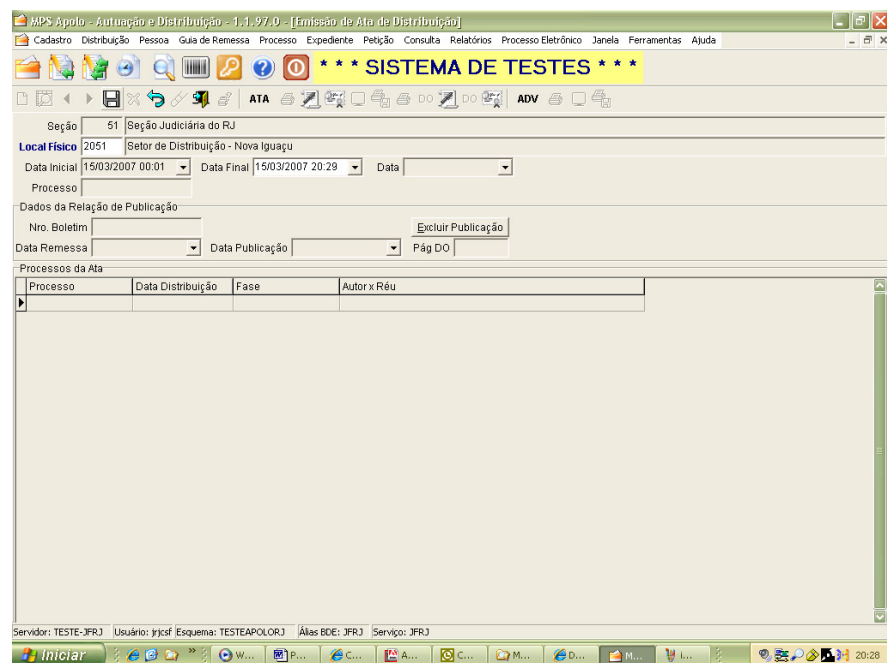 MPS Apolo - Autuação e Distribuição - 1.1.97.0 - [Emissão de Ata de Distribuição]
Cadastro Distribuição Pessoa Guia de Remessa Processo Expediente Petição Consulta Relatórios Processo Eletrônico Janela Ferramentas Ajuda
* * * SISTEMA DE TESTES * * *
ATA DO DO ADV
Seção 51 Seção Judiciária do RJ
Local Físico 2051 Setor de Distribuição - Nova Iguaçu
Data Inicial 15/03/2007 00:01 Data Final 15/03/2007 20:29 Data
Processo
Dados da Relação de Publicação
Nro. Boletim Excluir Publicação
Data Remessa Data Publicação Pág DO
Processos da Ata
Processo Data Distribuição Fase Autor x Réu
Servidor: TESTE-JFRJ Usuário: jrjcsf Esquema: TESTEAPOLORJ Álias BDE: JFRJ Serviço: JFRJ
Iniciar W... P... C... A... C... M... D... M... I... 20:28